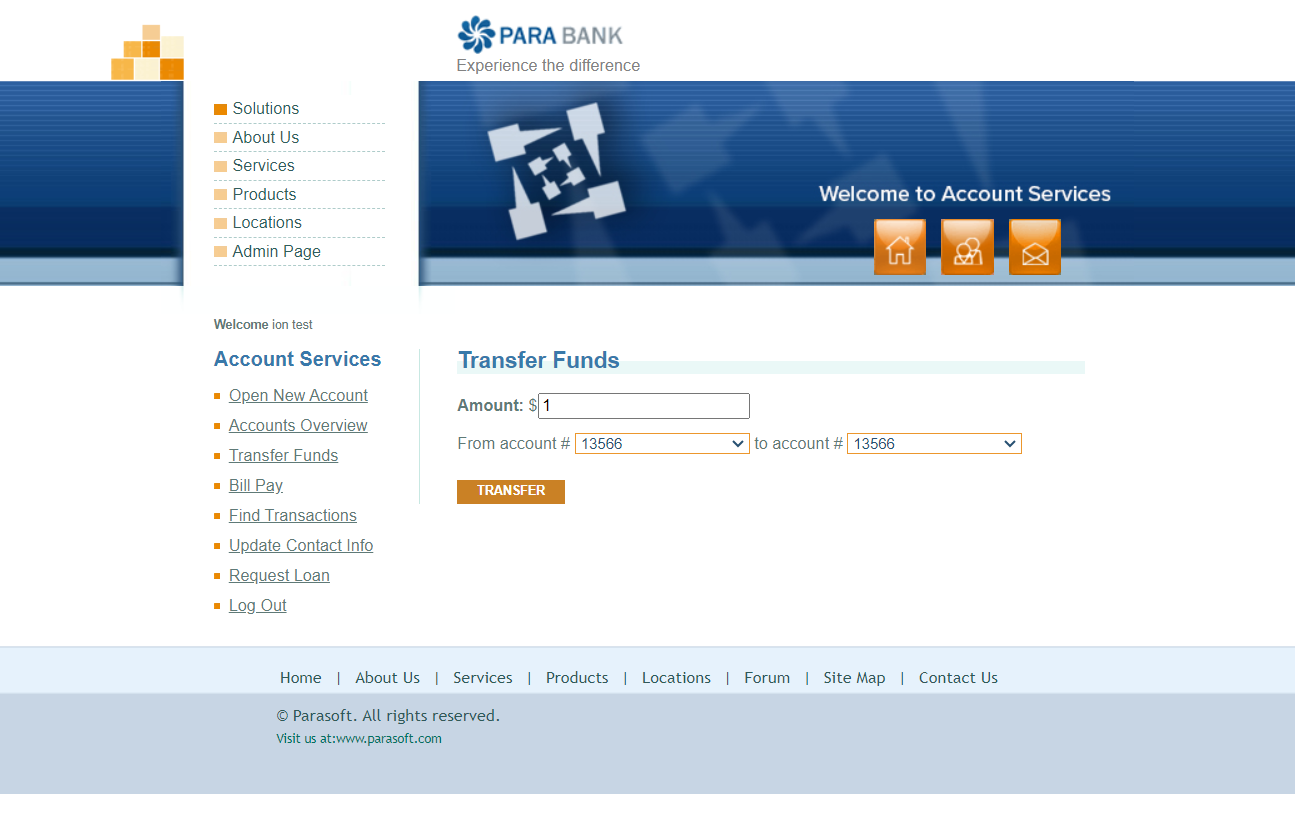 PARA BANK
Experience the difference
Solutions
About Us
Services
Products
Locations
Admin Page
Welcome to Account Services
Welcome ion test
Account Services
Open New Account
Accounts Overview
Transfer Funds
Bill Pay
Find Transactions
Update Contact Info
Request Loan
Log Out
Transfer Funds
Amount: $ 1
From account # 13566 to account # 13566
TRANSFER
Home | About Us | Services | Products | Locations | Forum | Site Map | Contact Us
© Parasoft. All rights reserved.
Visit us at:www.parasoft.com